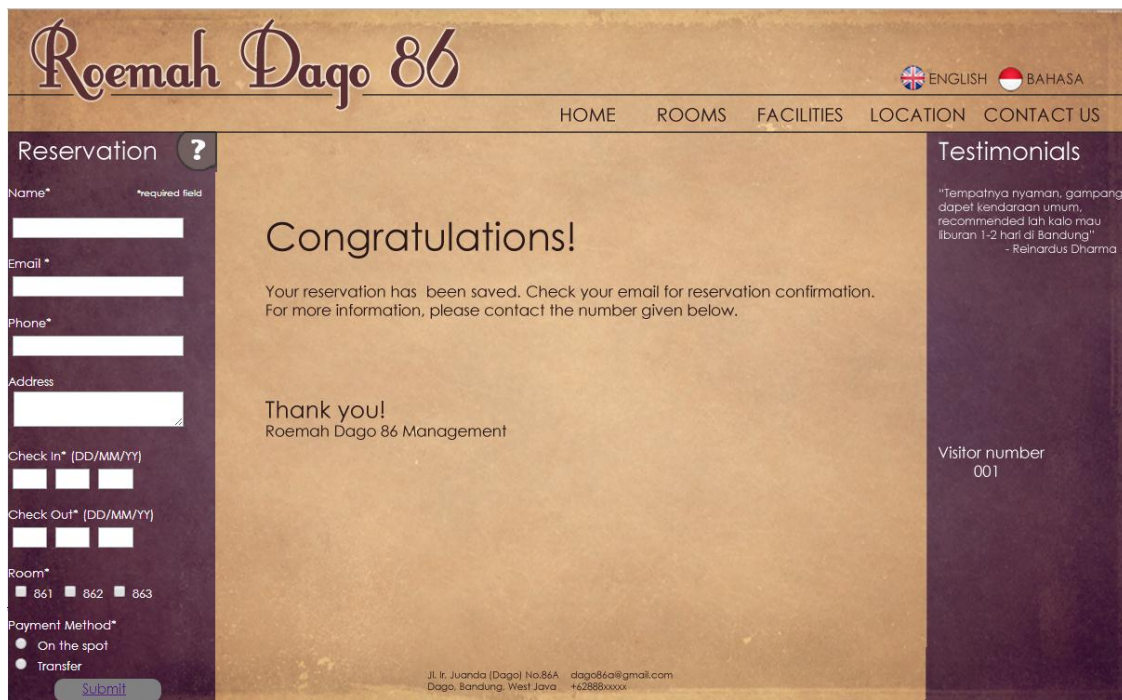 Roemah Dago 86
ENGLISH BAHASA
HOME ROOMS FACILITIES LOCATION CONTACT US
Reservation ?
Name* *required field
Email *
Phone*
Address
Check In* (DD/MM/YY)
Check Out* (DD/MM/YY)
Room*
861 862 863
Payment Method*
On the spot
Transfer
Submit
Congratulations!
Your reservation has been saved. Check your email for reservation confirmation.
For more information, please contact the number given below.
Thank you!
Roemah Dago 86 Management
Testimonials
"Tempatnya nyaman, gampang
dapet kendaraan umum,
recommended lah kalo mau
liburan 1-2 hari di Bandung"
- Reinardus Dharma
Visitor number
001
Jl. Ir. Juanda (Dago) No.86A dago86a@gmail.com
Dago, Bandung, West Java +62888xxxxx